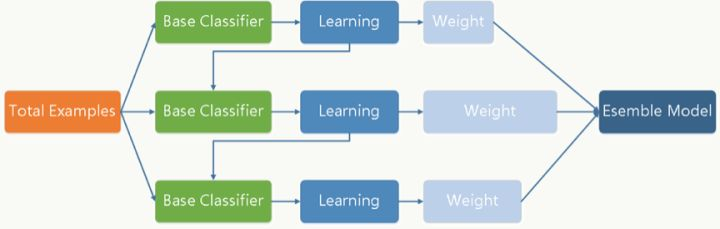 Base Classifier Learning Weight
Total Examples Base Classifier Learning Weight Esemble Model
Base Classifier Learning Weight